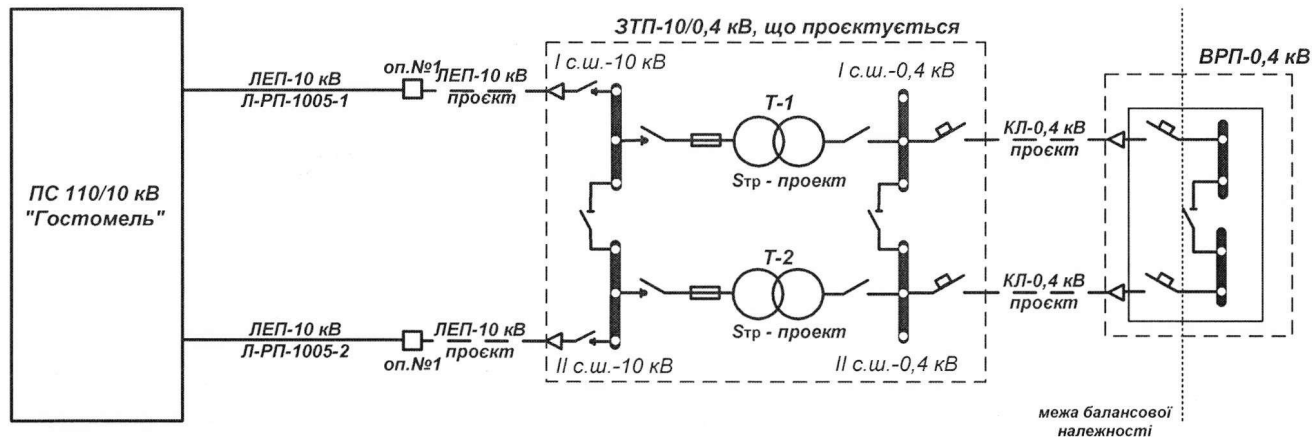 ЗТП-10/0,4 кВ, що проєктується
ВРП-0,4 кВ
ЛЕП-10 кВ
Л-РП-1005-1
оп.№1
ЛЕП-10 кВ
проєкт
І с.ш.-10 кВ
Т-1
Sтр - проект
І с.ш.-0,4 кВ
КЛ-0,4 кВ
проєкт
ПС 110/10 кВ
"Гостомель"
Т-2
Sтр - проект
КЛ-0,4 кВ
проєкт
ЛЕП-10 кВ
Л-РП-1005-2
оп.№1
ЛЕП-10 кВ
проєкт
ІІ с.ш.-10 кВ
ІІ с.ш.-0,4 кВ
межа балансової
належності